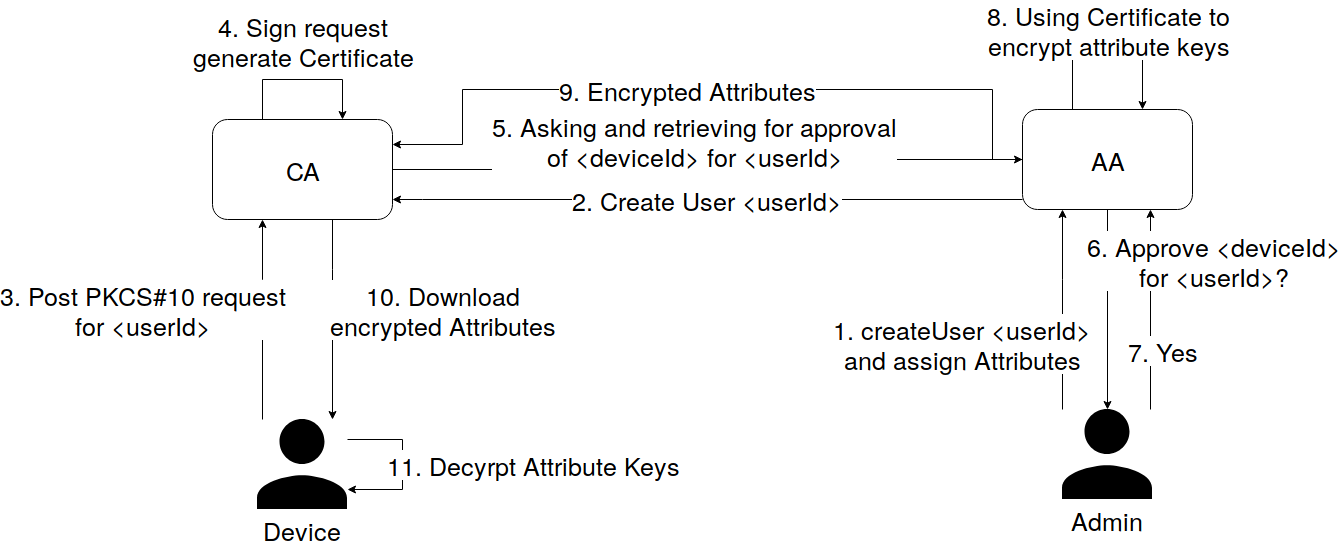 4. Sign request
generate Certificate
8. Using Certificate to
encrypt attribute keys
9. Encrypted Attributes
5. Asking and retrieving for approval
of <deviceId> for <userId>
CA
AA
2. Create User <userId>
6. Approve <deviceId>
for <userId>?
3. Post PKCS#10 request
for <userId>
10. Download
encrypted Attributes
1. createUser <userId>
and assign Attributes
7. Yes
11. Decyrpt Attribute Keys
Device
Admin